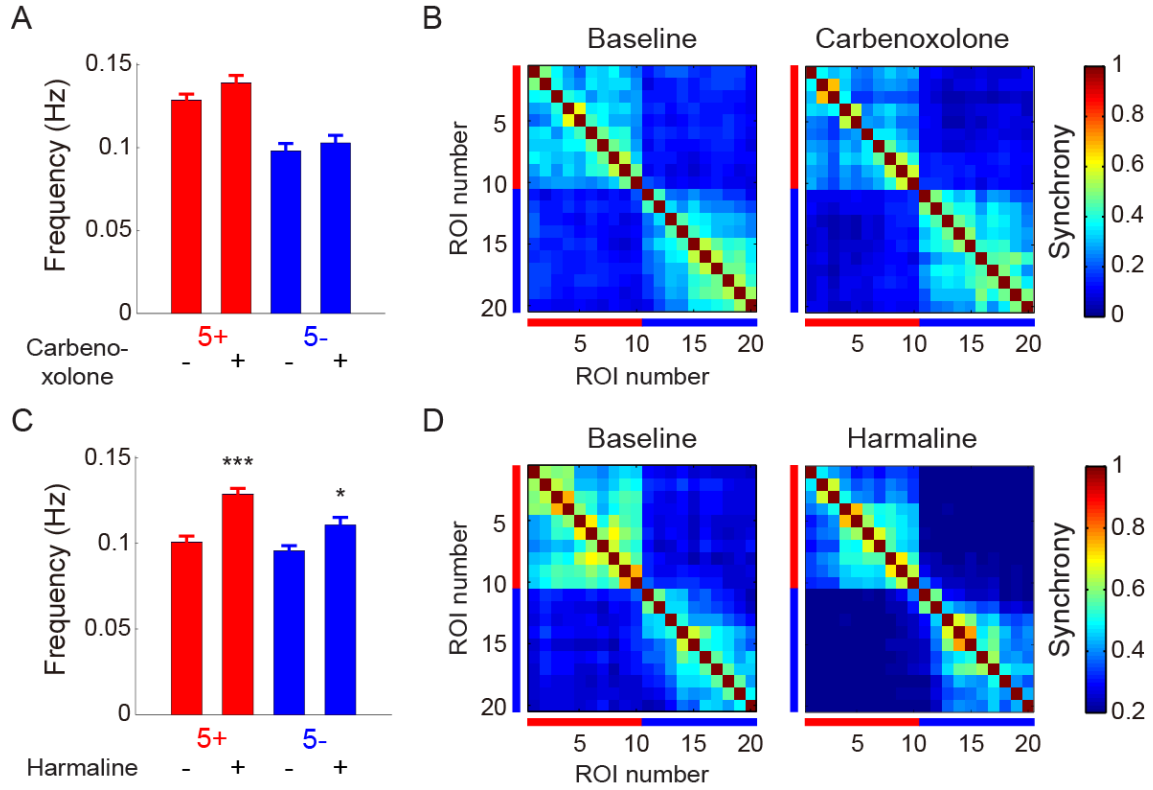 A
Frequency (Hz)
0.15
0.1
0.05
0
5+ 5-
Carbeno-
xolone
- + - +
B
Baseline
Carbenoxolone
ROI number
5
10
15
20
5 10 15 20
5 10 15 20
ROI number
Synchrony
1
0.8
0.6
0.4
0.2
0
C
Frequency (Hz)
0.15
0.1
0.05
0
***
*
5+ 5-
Harmaline - + - +
D
Baseline
Harmaline
ROI number
5
10
15
20
5 10 15 20
5 10 15 20
ROI number
Synchrony
1
0.8
0.6
0.4
0.2